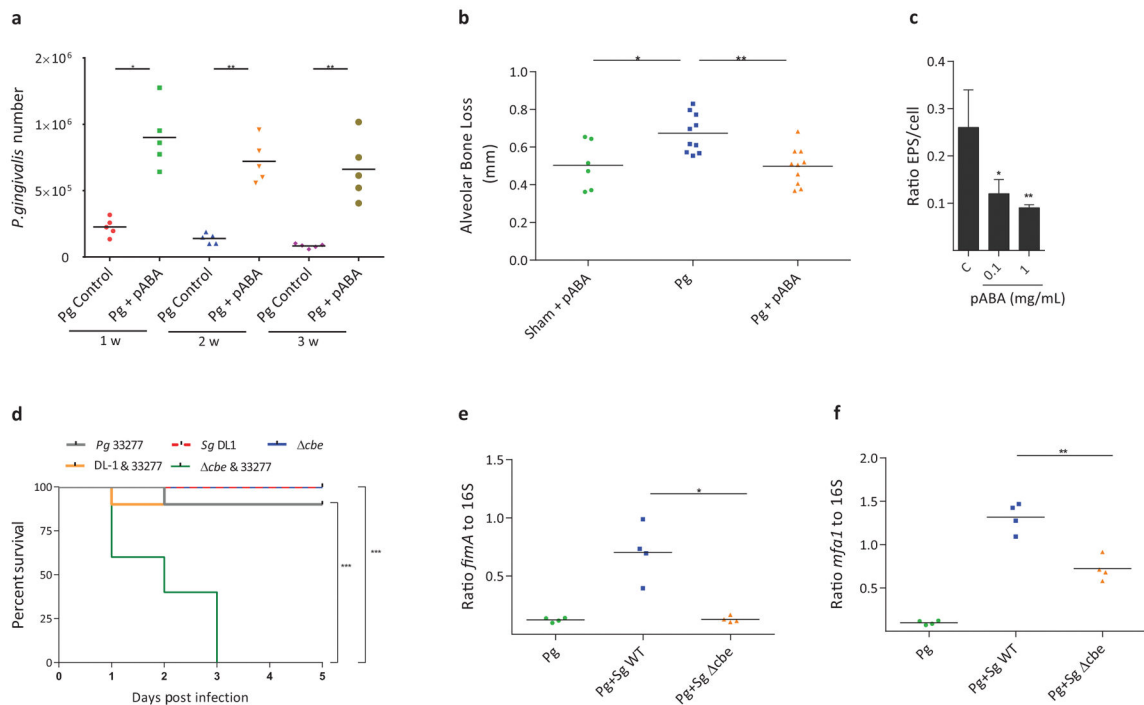 a
P.gingivalis number
2×10⁶
1×10⁶
5×10⁵
0
*
**
**
Pg Control
Pg + pABA
Pg Control
Pg + pABA
Pg Control
Pg + pABA
1 w
2 w
3 w
b
Alveolar Bone Loss
(mm)
1.0
0.8
0.6
0.4
0.2
0.0
*
**
Sham + pABA
Pg
Pg + pABA
c
Ratio EPS/cell
0.4
0.3
0.2
0.1
*
**
C
0.1
1
pABA (mg/mL)
d
Pg 33277
Sg DL1
Δcbe
DL-1 & 33277
Δcbe & 33277
Percent survival
100
75
50
25
0
0 1 2 3 4 5
Days post infection
***
***
e
Ratio fimA to 16S
1.5
1.0
0.5
*
Pg
Pg+Sg WT
Pg+Sg Δcbe
f
Ratio mfa1 to 16S
2.0
1.5
1.0
0.5
0.0
**
Pg
Pg+Sg WT
Pg+Sg Δcbe